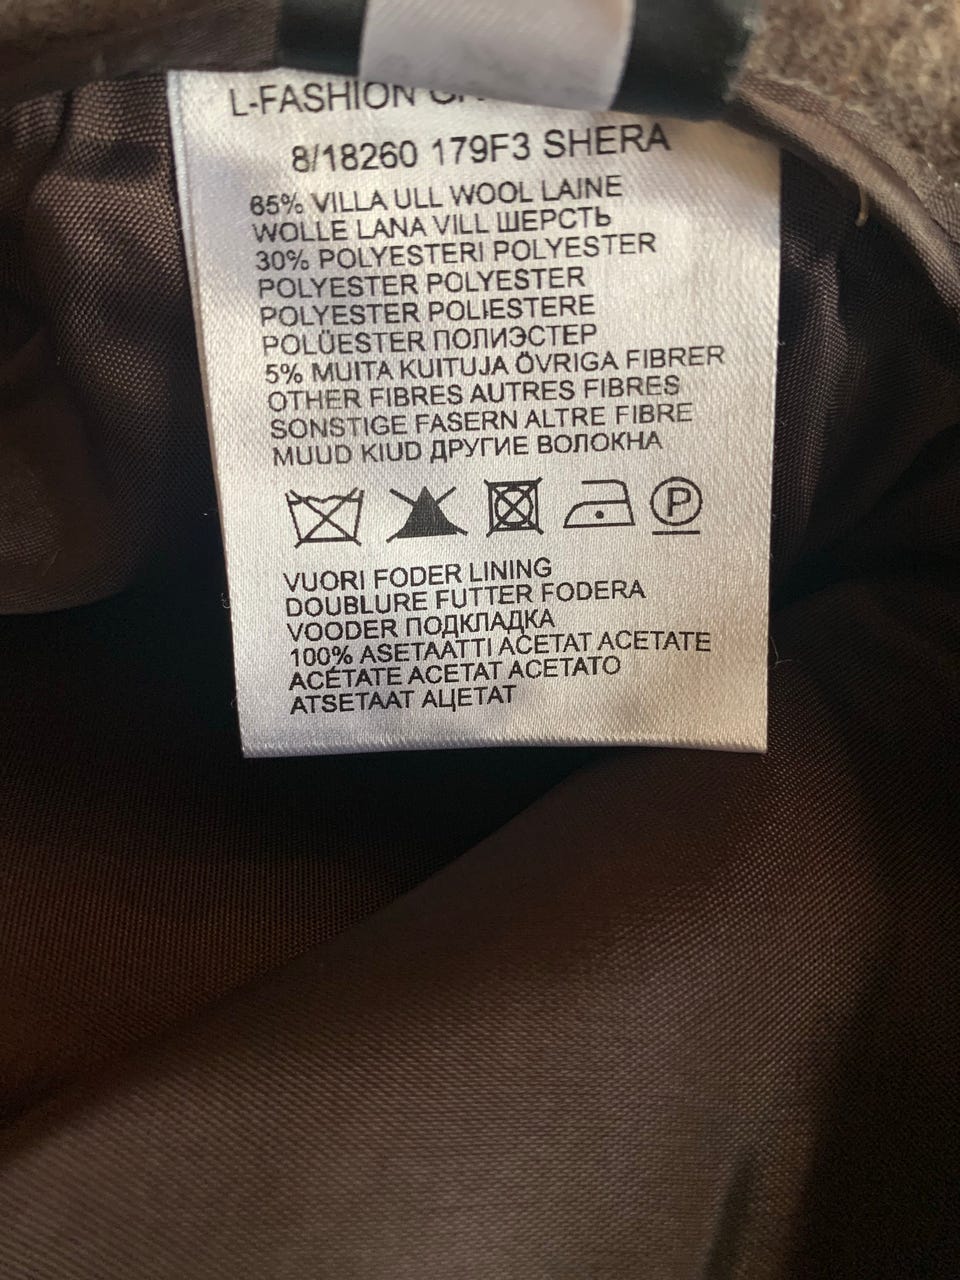 L-FASHION
8/18260 179F3 SHERA
65% VILLA ULL WOOL LAINE
WOLLE LANA VILL ШЕРСТЬ
30% POLYESTERI POLYESTER
POLYESTER POLYESTER
POLYESTER POLIESTERE
POLÜESTER ПОЛИЭСТЕР
5% MUITA KUITUJA ÖVRIGA FIBRER
OTHER FIBRES AUTRES FIBRES
SONSTIGE FASERN ALTRE FIBRE
MUUD KIUD ДРУГИЕ ВОЛОКНА
P
VUORI FODER LINING
DOUBLURE FUTTER FODERA
VOODER ПОДКЛАДКА
100% ASETAATTI ACETAT ACETATE
ACÉTATE ACETAT ACETATO
ATSETAAT АЦЕТАТ